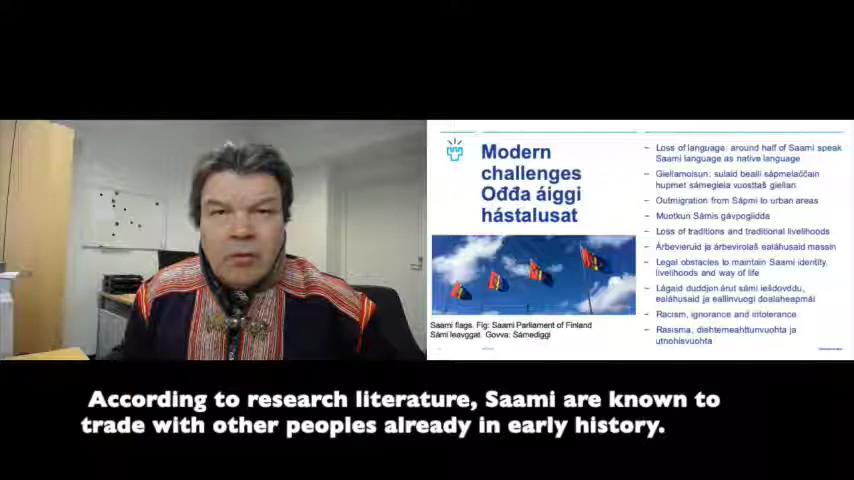 Modern
challenges
Ođđa áiggi
hástalusat
Saami flags. Fig: Saami Parliament of Finland
Sámi leavggat. Govva: Sámediggi
– Loss of language: around half of Saami speak
Saami language as native language
– Giellamolsun: sulaid bealli sápmelaččain
hupmet sámegiela vuosttaš giellan
– Outmigration from Sápmi to urban areas
– Muotkun Sámis gávpogiidda
– Loss of traditions and traditional livelihoods
– Árbevieruid ja árbevirolaš ealáhusaid massin
– Legal obstacles to maintain Saami identity,
livelihoods and way of life
– Lágaid duddjon árut sámi iešdovddu,
ealáhusaid ja eallinvuogi doalaheapmái
– Racism, ignorance and intolerance
– Rasisma, diehtemeahttunvuohta ja
utnohisvuohta
According to research literature, Saami are known to
trade with other peoples already in early history.